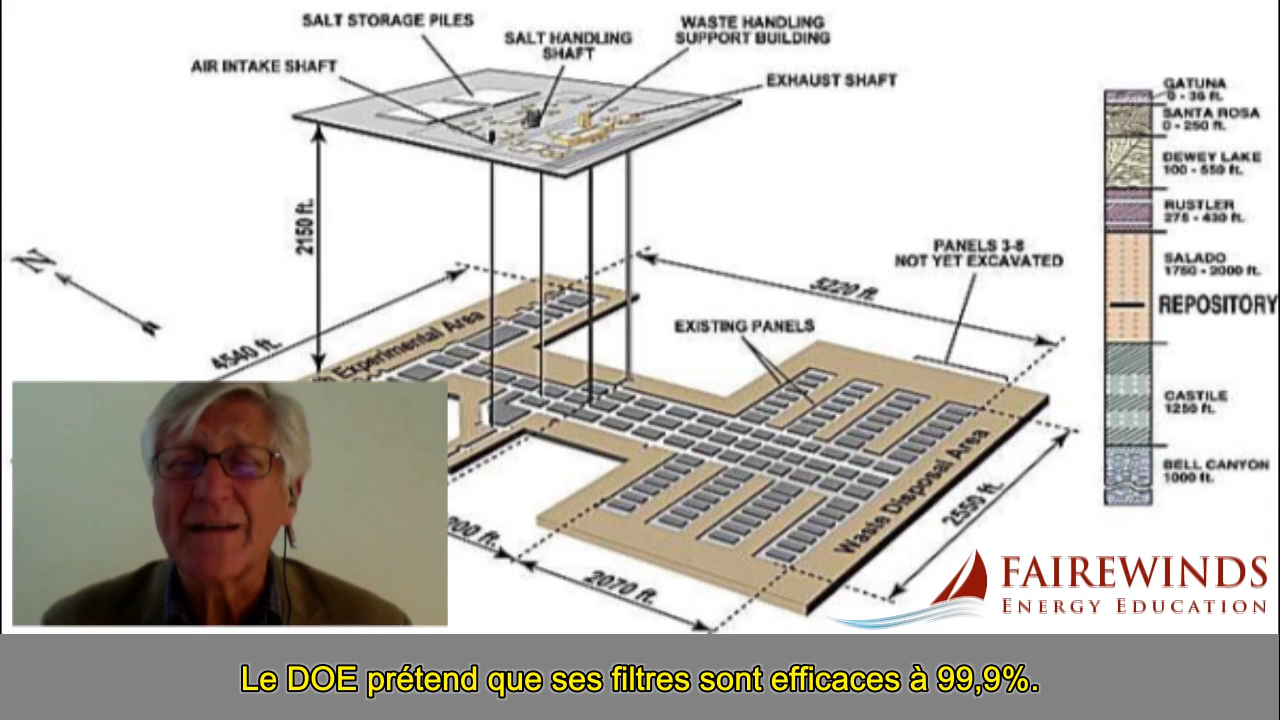 SALT STORAGE PILES
SALT HANDLING
SHAFT
WASTE HANDLING
SUPPORT BUILDING
AIR INTAKE SHAFT
EXHAUST SHAFT
2150 ft.
N
4540 ft.
Experimental Area
5220 ft.
PANELS 3-8
NOT YET EXCAVATED
EXISTING PANELS
Waste Disposal Area
2550 ft.
2070 ft.
GATUNA
0 - 36 ft.
SANTA ROSA
0 - 250 ft.
DEWEY LAKE
100 - 550 ft.
RUSTLER
275 - 430 ft.
SALADO
1750 - 2000 ft.
REPOSITORY
CASTILE
1250 ft.
BELL CANYON
1000 ft.
FAIREWINDS
ENERGY EDUCATION
Le DOE prétend que ses filtres sont efficaces à 99,9%.